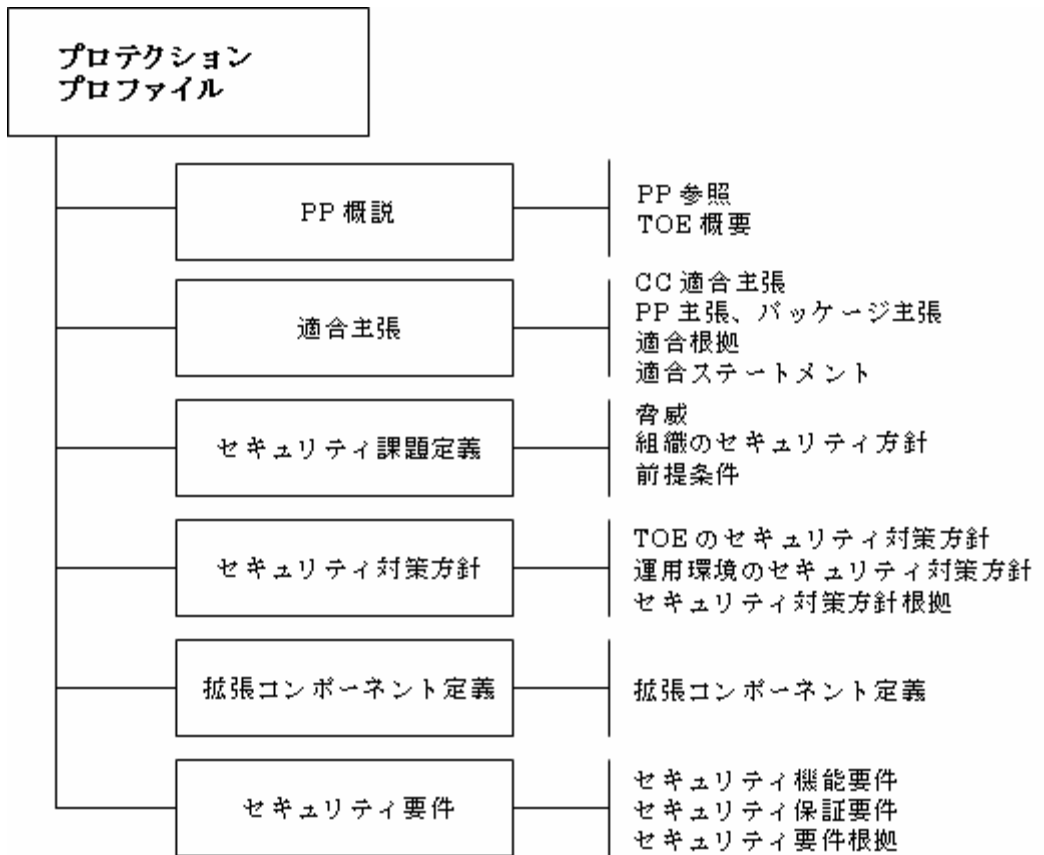 プロテクション
プロファイル
PP 概説
PP 参照
TOE 概要
適合主張
CC 適合主張
PP 主張、パッケージ主張
適合根拠
適合ステートメント
セキュリティ課題定義
脅威
組織のセキュリティ方針
前提条件
セキュリティ対策方針
TOE のセキュリティ対策方針
運用環境のセキュリティ対策方針
セキュリティ対策方針根拠
拡張コンポーネント定義
拡張コンポーネント定義
セキュリティ要件
セキュリティ機能要件
セキュリティ保証要件
セキュリティ要件根拠